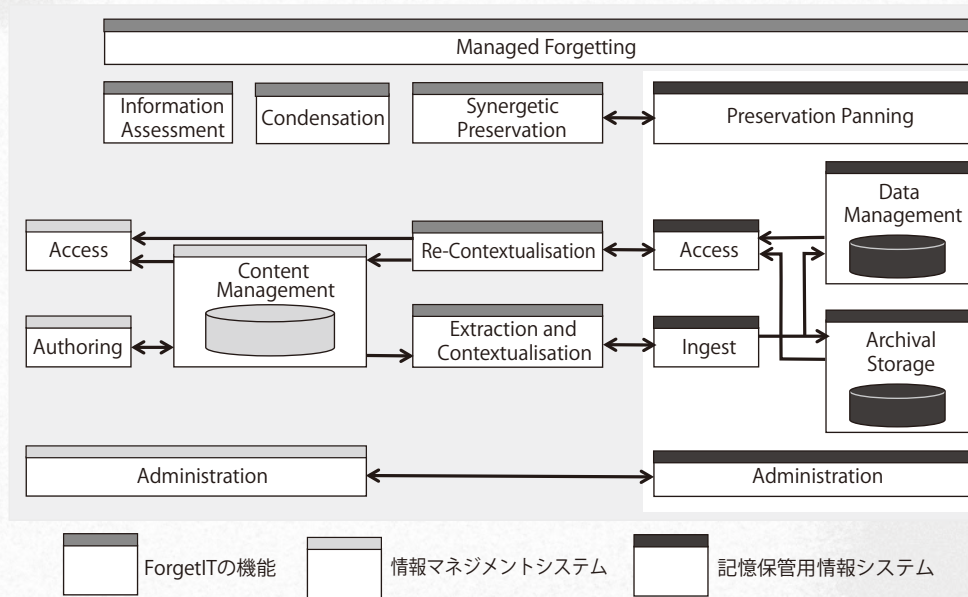 Managed Forgetting
Information
Assessment
Condensation
Synergetic
Preservation
Preservation Panning
Data
Management
Access
Content
Management
Re-Contextualisation
Access
Authoring
Extraction and
Contextualisation
Ingest
Archival
Storage
Administration
Administration
ForgetITの機能
情報マネジメントシステム
記憶保管用情報システム